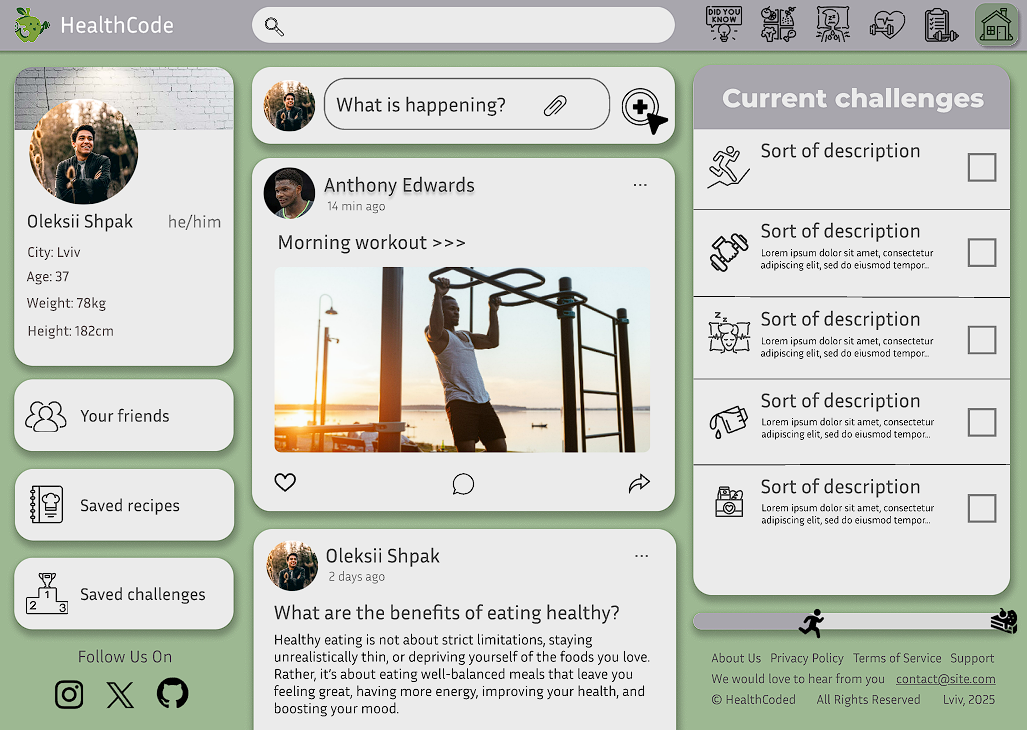 HealthCode
DID YOU
KNOW
Oleksii Shpak he/him
City: Lviv
Age: 37
Weight: 78kg
Height: 182cm
Your friends
Saved recipes
1
2 3
Saved challenges
Follow Us On
What is happening?
Anthony Edwards
14 min ago
Morning workout >>>
Oleksii Shpak
2 days ago
What are the benefits of eating healthy?
Healthy eating is not about strict limitations, staying
unrealistically thin, or depriving yourself of the foods you love.
Rather, it's about eating well-balanced meals that leave you
feeling great, having more energy, improving your health, and
boosting your mood.
Current challenges
Sort of description
Sort of description
Lorem ipsum dolor sit amet, consectetur
adipiscing elit, sed do eiusmod tempor...
z z
Sort of description
Lorem ipsum dolor sit amet, consectetur
adipiscing elit, sed do eiusmod tempor...
Sort of description
Lorem ipsum dolor sit amet, consectetur
adipiscing elit, sed do eiusmod tempor...
Sort of description
Lorem ipsum dolor sit amet, consectetur
adipiscing elit, sed do eiusmod tempor...
About Us Privacy Policy Terms of Service Support
We would love to hear from you contact@site.com
© HealthCoded All Rights Reserved Lviv, 2025